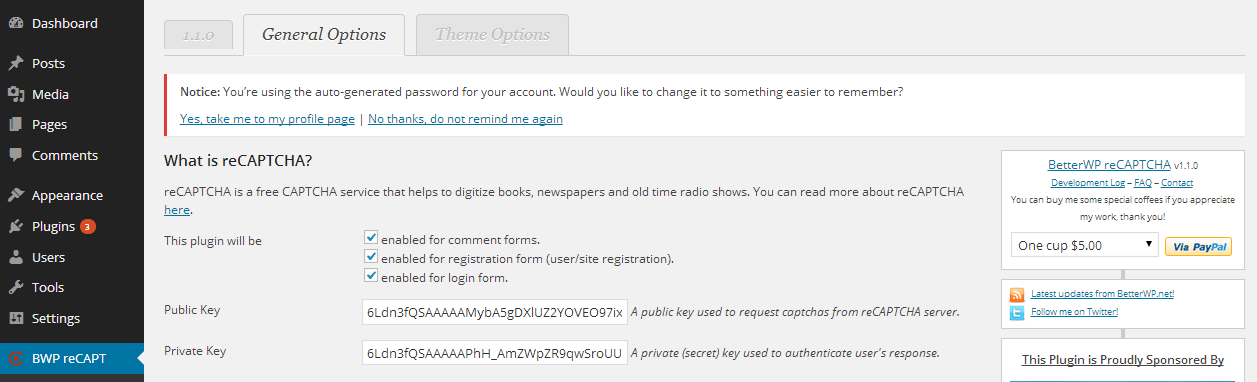 Dashboard
Posts
Media
Pages
Comments
Appearance
Plugins 3
Users
Tools
Settings
BWP reCAPT
1.1.0
General Options
Theme Options
Notice: You're using the auto-generated password for your account. Would you like to change it to something easier to remember?
Yes, take me to my profile page | No thanks, do not remind me again
What is reCAPTCHA?
reCAPTCHA is a free CAPTCHA service that helps to digitize books, newspapers and old time radio shows. You can read more about reCAPTCHA
here.
This plugin will be
enabled for comment forms.
enabled for registration form (user/site registration).
enabled for login form.
Public Key
6Ldn3fQSAAAAAMybA5gDXlUZ2YOVEO97ix
A public key used to request captchas from reCAPTCHA server.
Private Key
6Ldn3fQSAAAAAPhH_AmZWpZR9qwSroUU
A private (secret) key used to authenticate user's response.
BetterWP reCAPTCHA v1.1.0
Development Log – FAQ – Contact
You can buy me some special coffees if you appreciate
my work, thank you!
One cup $5.00
Via PayPal
Latest updates from BetterWP.net!
Follow me on Twitter!
This Plugin is Proudly Sponsored By